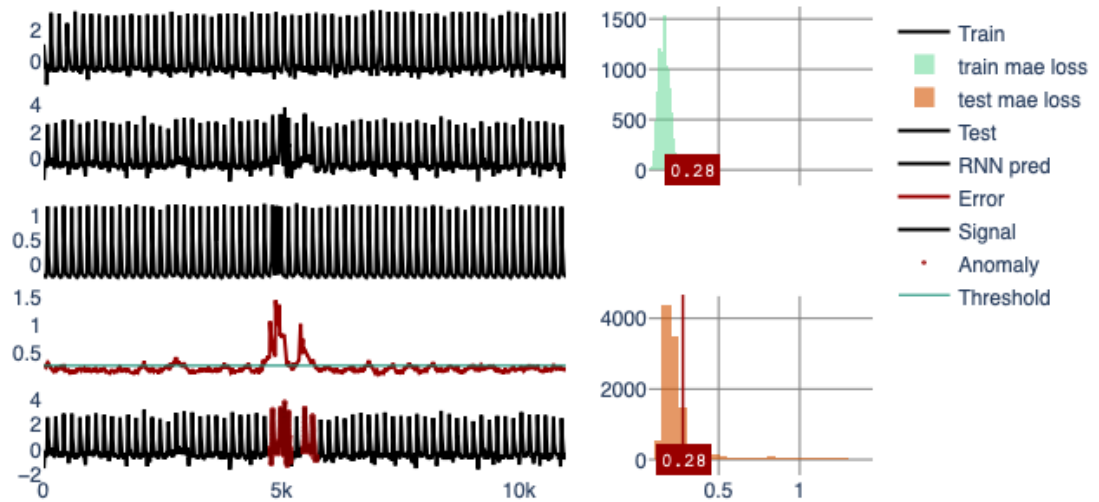 2
0
4
2
0
1
0.5
0
1.5
1
0.5
4
2
0
−2
0
5k
10k
1500
1000
500
0
0.28
4000
2000
0
0.28
0.5
1
Train
train mae loss
test mae loss
Test
RNN pred
Error
Signal
Anomaly
Threshold